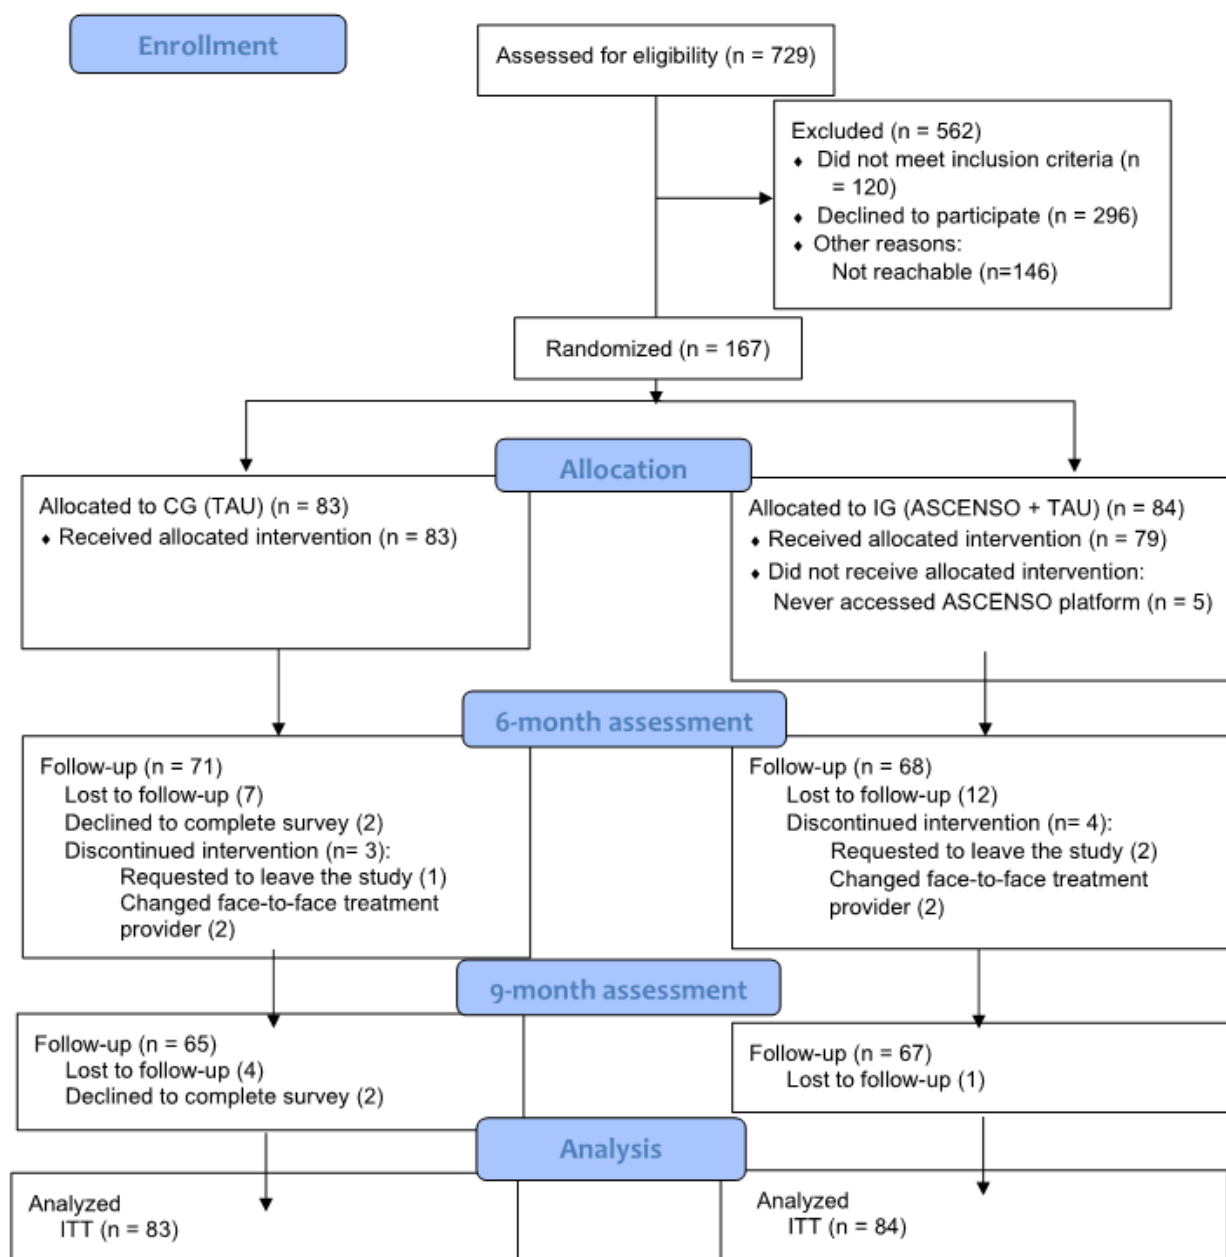 Enrollment
Assessed for eligibility (n = 729)
Excluded (n = 562)
♦ Did not meet inclusion criteria (n
= 120)
♦ Declined to participate (n = 296)
♦ Other reasons:
Not reachable (n=146)
Randomized (n = 167)
Allocation
Allocated to CG (TAU) (n = 83)
♦ Received allocated intervention (n = 83)
Allocated to IG (ASCENSO + TAU) (n = 84)
♦ Received allocated intervention (n = 79)
♦ Did not receive allocated intervention:
Never accessed ASCENSO platform (n = 5)
6-month assessment
Follow-up (n = 71)
Lost to follow-up (7)
Declined to complete survey (2)
Discontinued intervention (n= 3):
Requested to leave the study (1)
Changed face-to-face treatment
provider (2)
Follow-up (n = 68)
Lost to follow-up (12)
Discontinued intervention (n= 4):
Requested to leave the study (2)
Changed face-to-face treatment
provider (2)
9-month assessment
Follow-up (n = 65)
Lost to follow-up (4)
Declined to complete survey (2)
Follow-up (n = 67)
Lost to follow-up (1)
Analysis
Analyzed
ITT (n = 83)
Analyzed
ITT (n = 84)